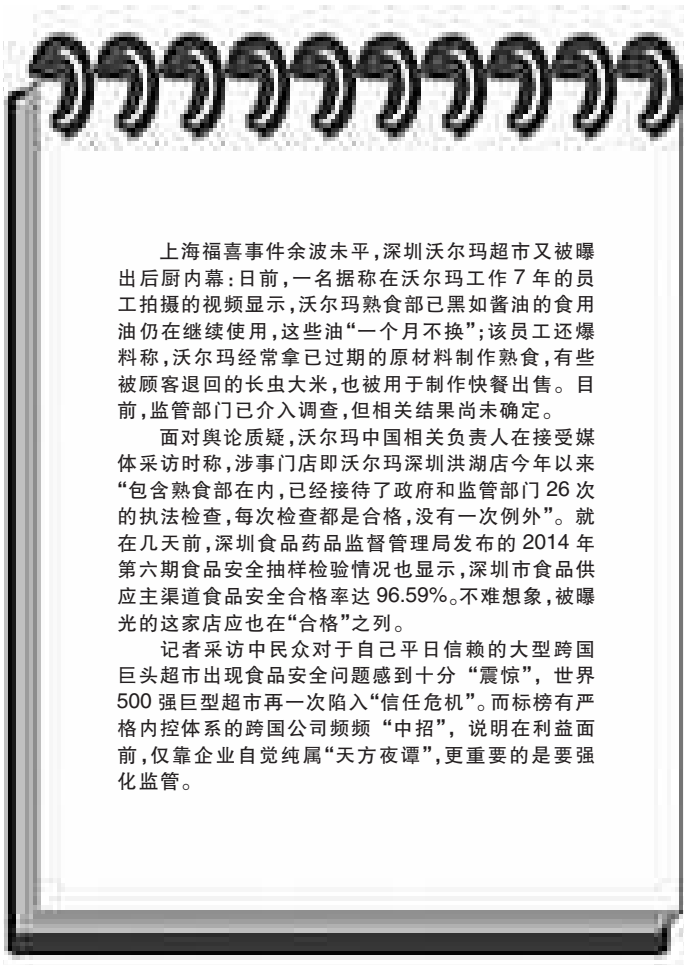 上海福喜事件余波未平,深圳沃尔玛超市又被曝
出后厨内幕:日前,一名据称在沃尔玛工作 7 年的员
工拍摄的视频显示,沃尔玛熟食部已黑如酱油的食用
油仍在继续使用,这些油“一个月不换”;该员工还爆
料称,沃尔玛经常拿已过期的原材料制作熟食,有些
被顾客退回的长虫大米,也被用于制作快餐出售。目
前,监管部门已介入调查,但相关结果尚未确定。
面对舆论质疑,沃尔玛中国相关负责人在接受媒
体采访时称,涉事门店即沃尔玛深圳洪湖店今年以来
“包含熟食部在内,已经接待了政府和监管部门 26 次
的执法检查,每次检查都是合格,没有一次例外”。就
在几天前,深圳食品药品监督管理局发布的 2014 年
第六期食品安全抽样检验情况也显示,深圳市食品供
应主渠道食品安全合格率达 96.59%。不难想象,被曝
光的这家店应也在“合格”之列。
记者采访中民众对于自己平日信赖的大型跨国
巨头超市出现食品安全问题感到十分“震惊”，世界
500 强巨型超市再一次陷入“信任危机”。而标榜有严
格内控体系的跨国公司频频“中招”，说明在利益面
前,仅靠企业自觉纯属“天方夜谭”,更重要的是要强
化监管。